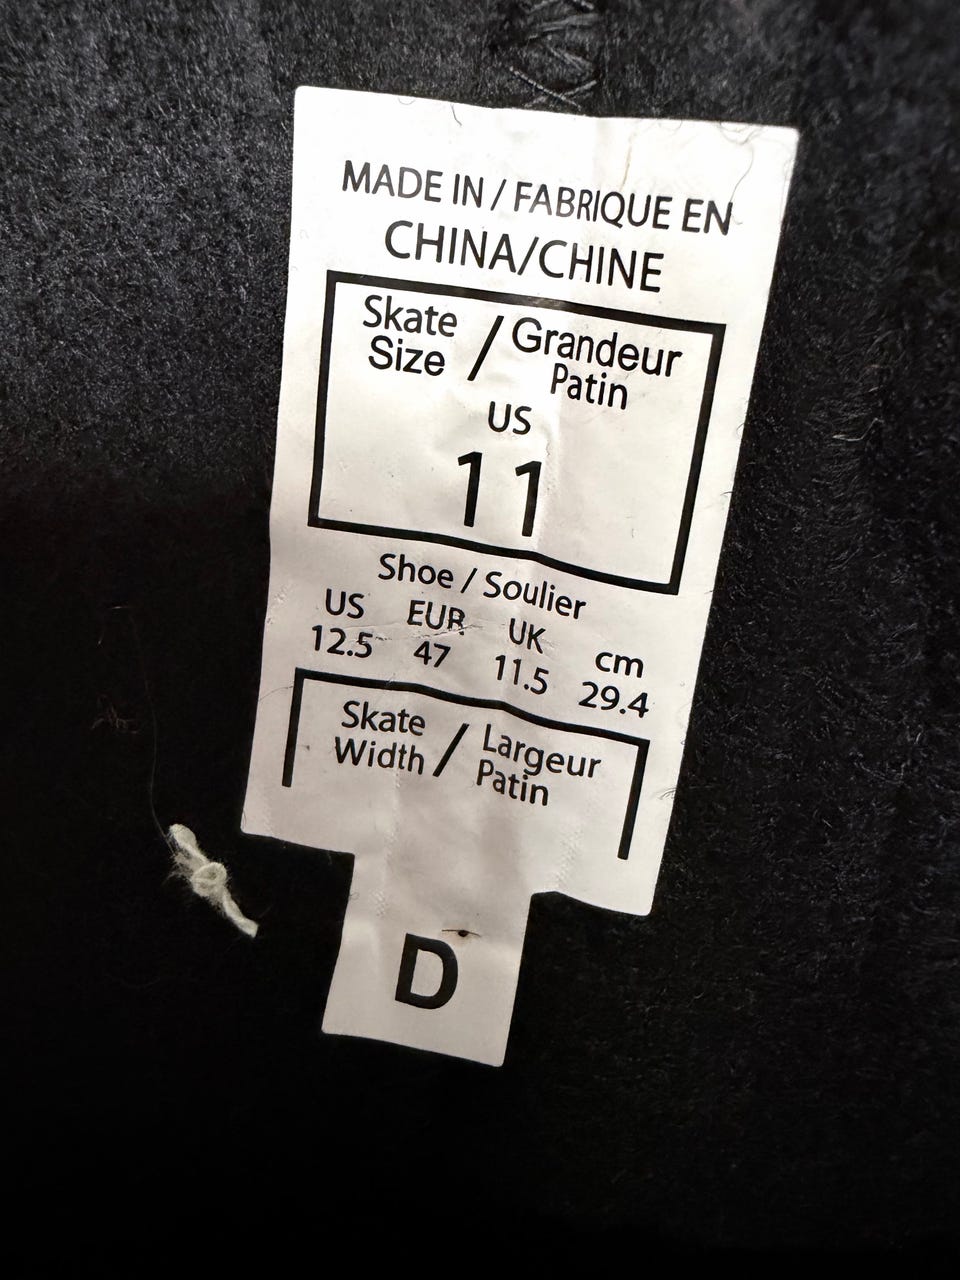 MADE IN / FABRIQUE EN
CHINA/CHINE
Skate / Grandeur
Size Patin
US
11
Shoe / Soulier
US EUR UK cm
12.5 47 11.5 29.4
Skate / Largeur
Width Patin
D